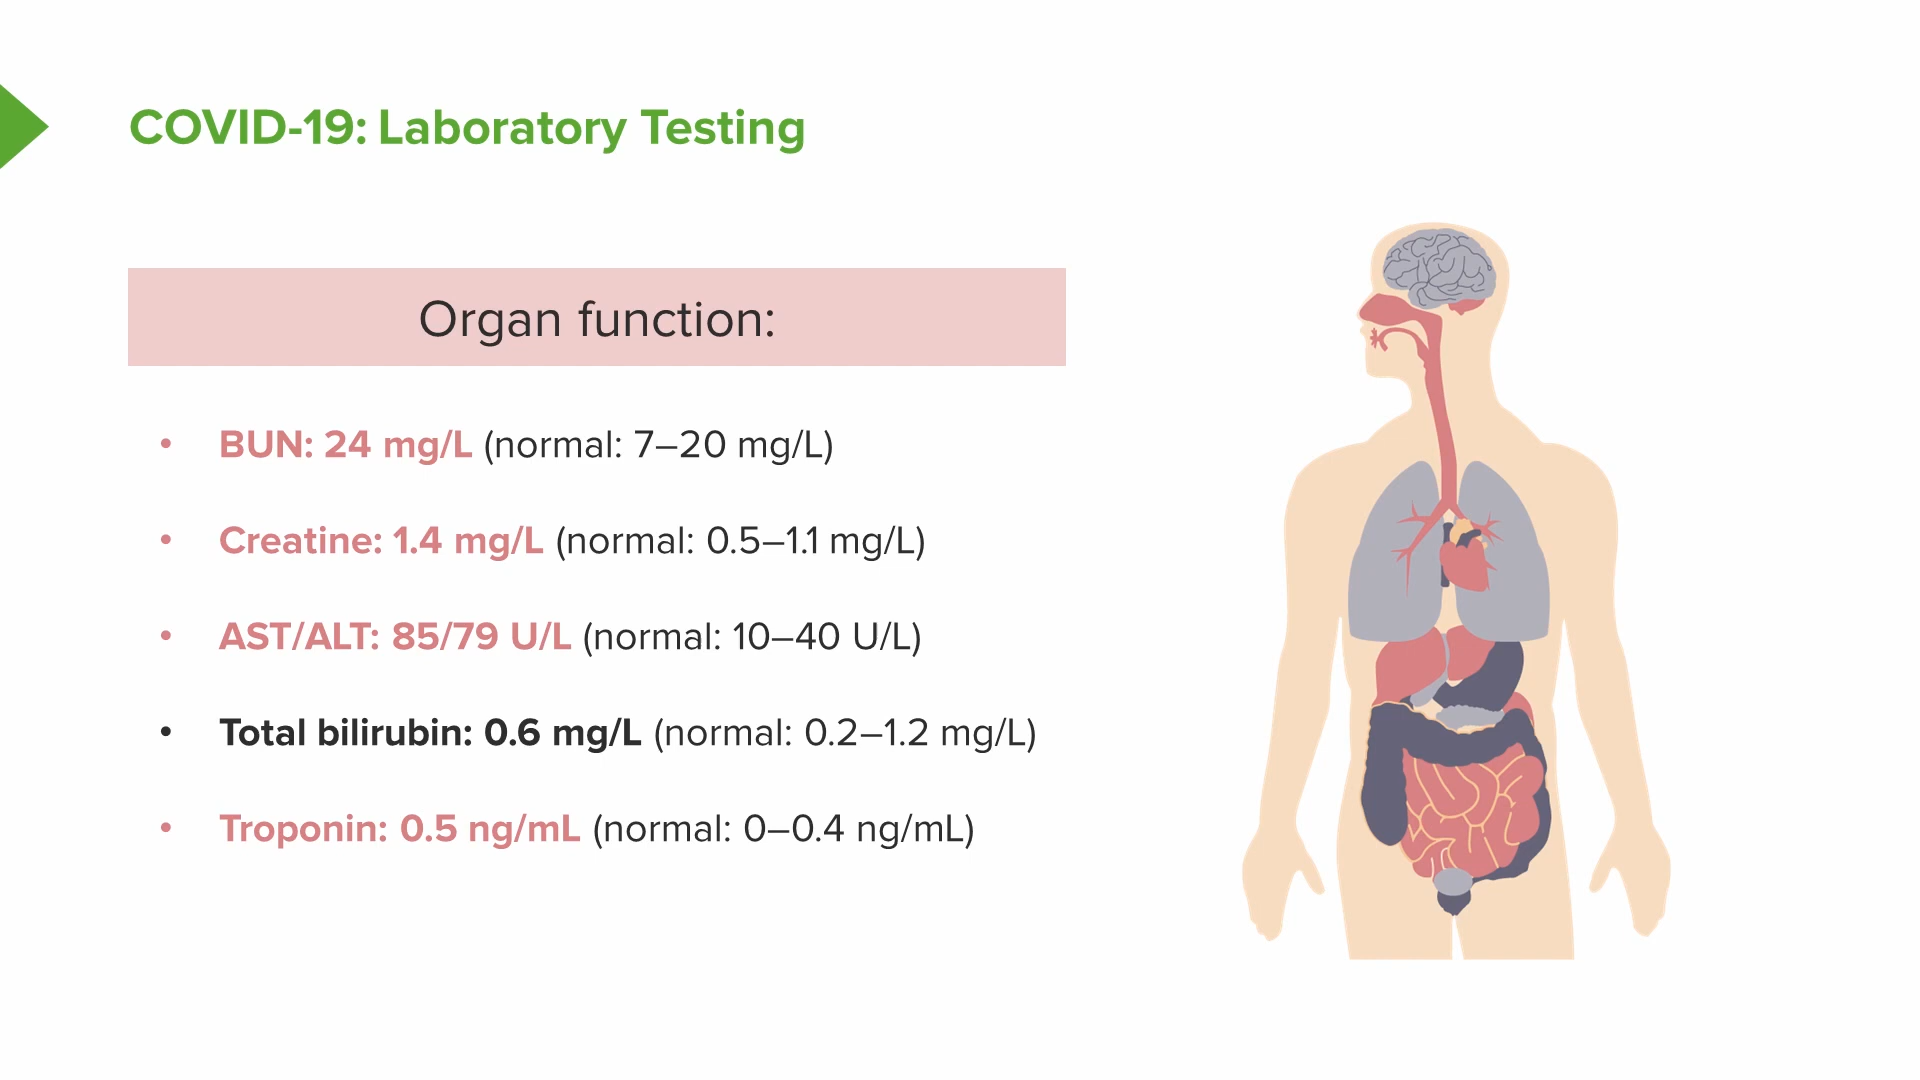 COVID-19: Laboratory Testing
Organ function:
• BUN: 24 mg/L (normal: 7–20 mg/L)
• Creatine: 1.4 mg/L (normal: 0.5–1.1 mg/L)
• AST/ALT: 85/79 U/L (normal: 10–40 U/L)
• Total bilirubin: 0.6 mg/L (normal: 0.2–1.2 mg/L)
• Troponin: 0.5 ng/mL (normal: 0–0.4 ng/mL)